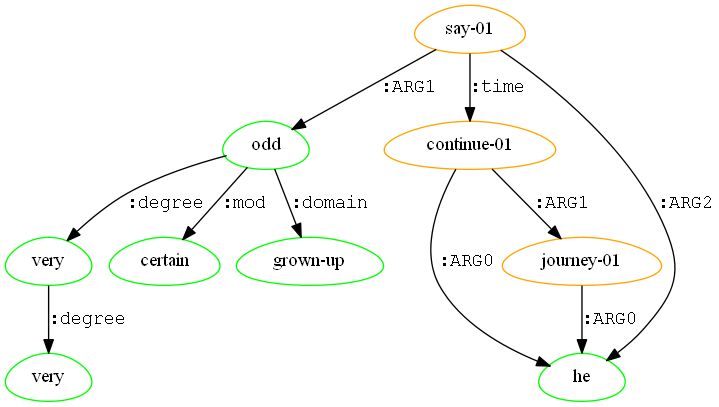 say-01
:ARG1 :time
odd continue-01
:degree :mod :domain :ARG1 :ARG2
very certain grown-up :ARG0 journey-01
:degree :ARG0
very he